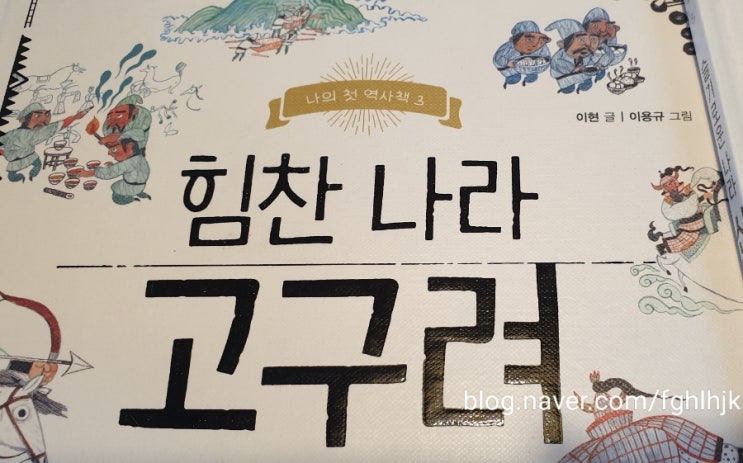 나의 첫 역사책 3
이현 글 | 이용규 그림
힘찬 나라
고구려
blog.naver.com/fghlhjk